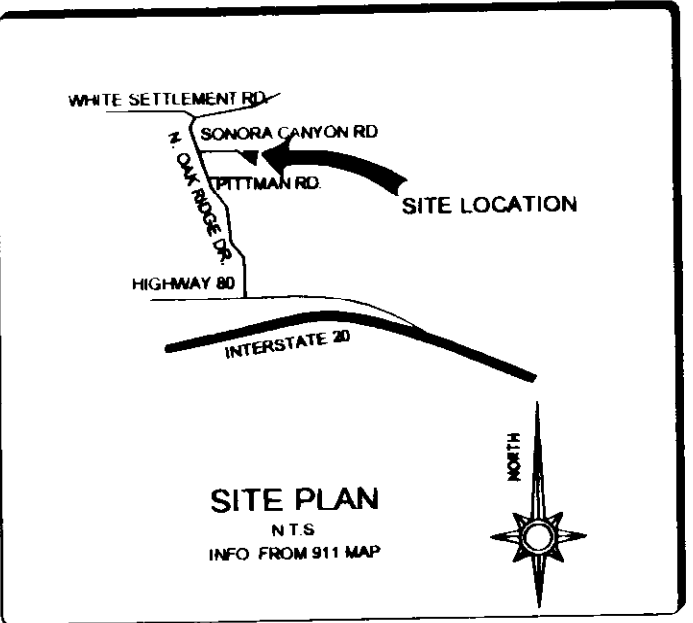 WHITE SETTLEMENT RD.
SONORA CANYON RD
N. OAK RIDGE DR.
PITTMAN RD.
SITE LOCATION
HIGHWAY 80
INTERSTATE 20
NORTH
SITE PLAN
N.T.S
INFO FROM 911 MAP